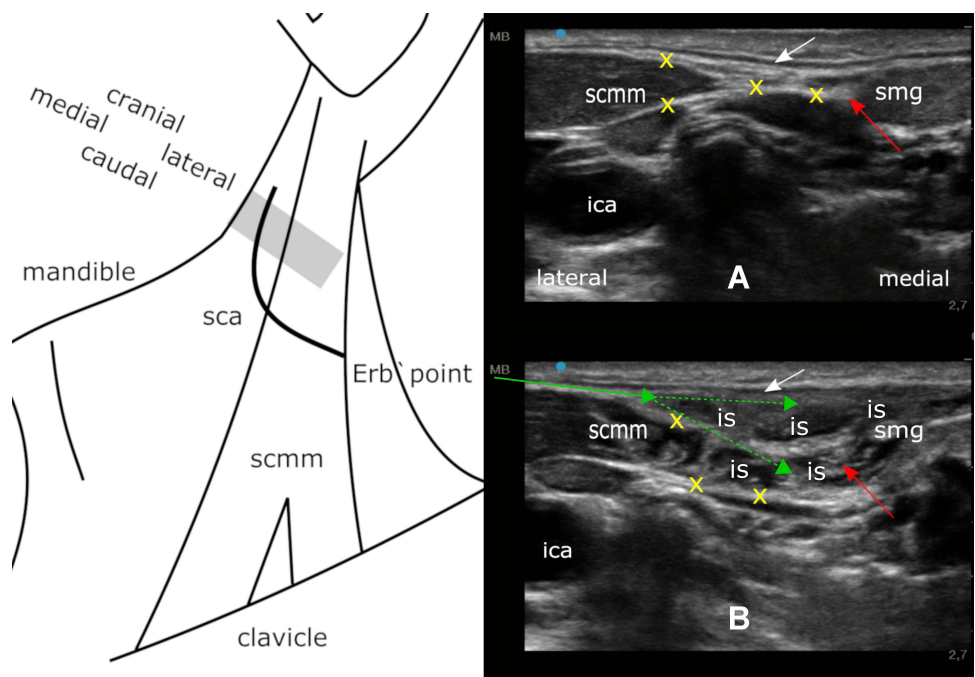 cranial
medial
lateral
caudal
mandible
sca
Erb`point
scmm
clavicle
MB
x
scmm
x
x
x
smg
ica
lateral
A
medial
2,7
MB
is
is
is
scmm
x
smg
is
is
x
x
ica
B
2,7